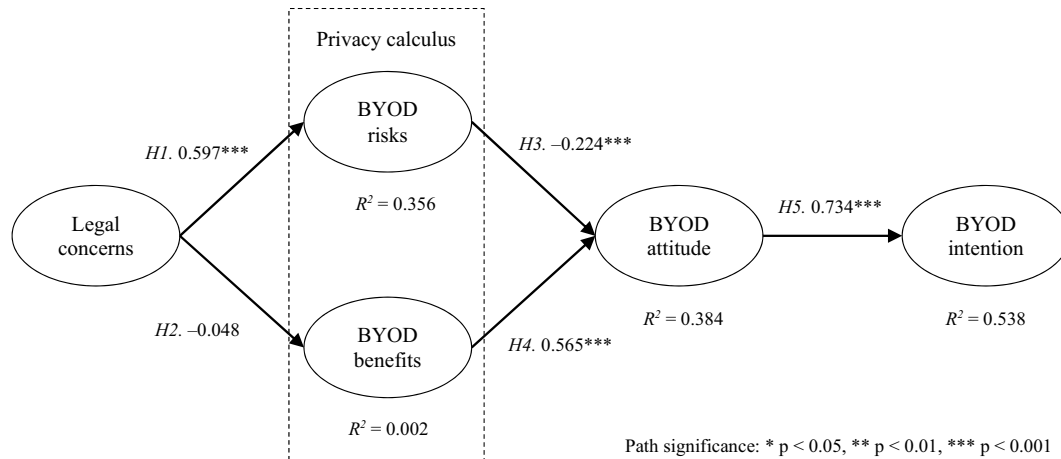 Privacy calculus
BYOD
risks
H1. 0.597***
H3. –0.224***
R² = 0.356
Legal
concerns
BYOD
attitude
H5. 0.734***
BYOD
intention
H2. –0.048
BYOD
benefits
H4. 0.565***
R² = 0.384
R² = 0.538
R² = 0.002
Path significance: * p < 0.05, ** p < 0.01, *** p < 0.001